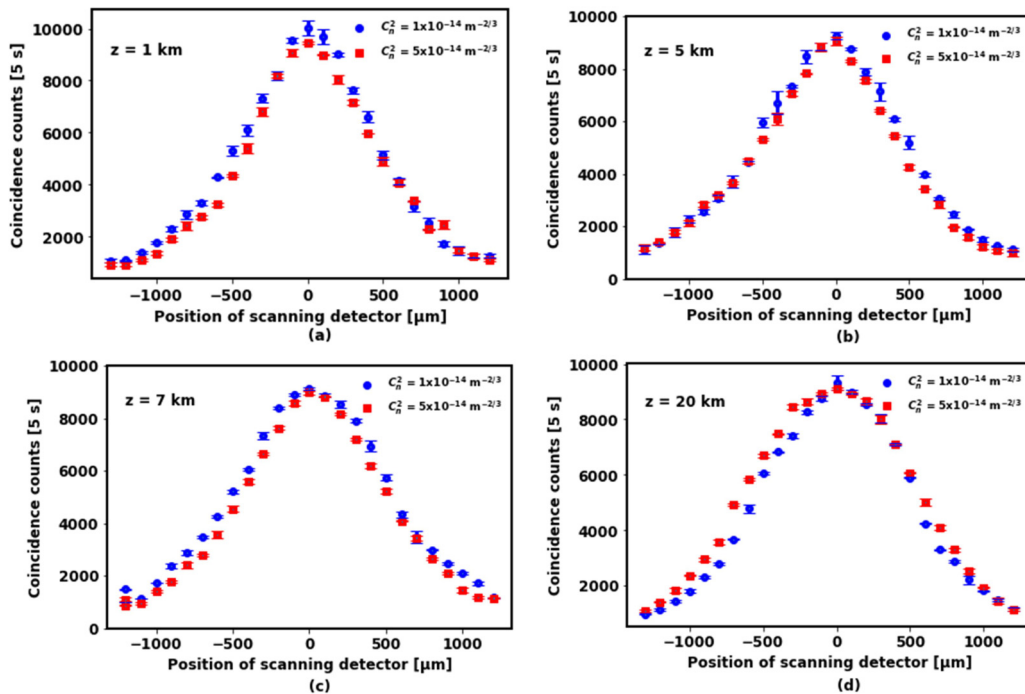 z = 1 km
C_n^2 = 1x10^-14 m^-2/3
C_n^2 = 5x10^-14 m^-2/3
Coincidence counts [5 s]
10000
8000
6000
4000
2000
−1000 −500 0 500 1000
Position of scanning detector [µm]
(a)
z = 5 km
C_n^2 = 1x10^-14 m^-2/3
C_n^2 = 5x10^-14 m^-2/3
Coincidence counts [5 s]
10000
8000
6000
4000
2000
0
−1000 −500 0 500 1000
Position of scanning detector [µm]
(b)
z = 7 km
C_n^2 = 1x10^-14 m^-2/3
C_n^2 = 5x10^-14 m^-2/3
Coincidence counts [5 s]
10000
8000
6000
4000
2000
0
−1000 −500 0 500 1000
Position of scanning detector [µm]
(c)
z = 20 km
C_n^2 = 1x10^-14 m^-2/3
C_n^2 = 5x10^-14 m^-2/3
Coincidence counts [5 s]
10000
8000
6000
4000
2000
−1000 −500 0 500 1000
Position of scanning detector [µm]
(d)